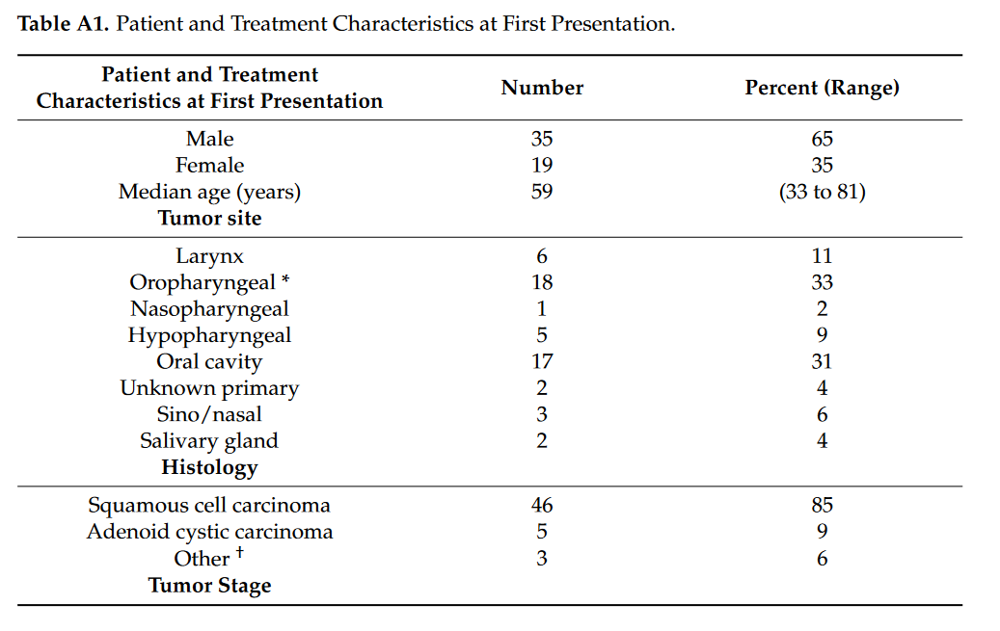 Table A1. Patient and Treatment Characteristics at First Presentation.
Patient and Treatment
Characteristics at First Presentation Number Percent (Range)
Male 35 65
Female 19 35
Median age (years) 59 (33 to 81)
Tumor site
Larynx 6 11
Oropharyngeal * 18 33
Nasopharyngeal 1 2
Hypopharyngeal 5 9
Oral cavity 17 31
Unknown primary 2 4
Sino/nasal 3 6
Salivary gland 2 4
Histology
Squamous cell carcinoma 46 85
Adenoid cystic carcinoma 5 9
Other † 3 6
Tumor Stage